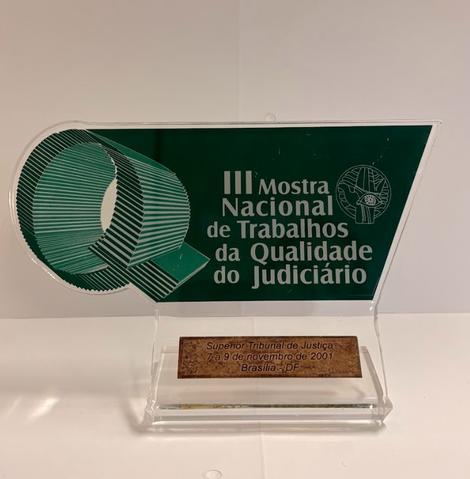 III Mostra
Nacional
de Trabalhos
da Qualidade
do Judiciário
Superior Tribunal de Justiça
7 a 9 de novembro de 2001
Brasília - DF